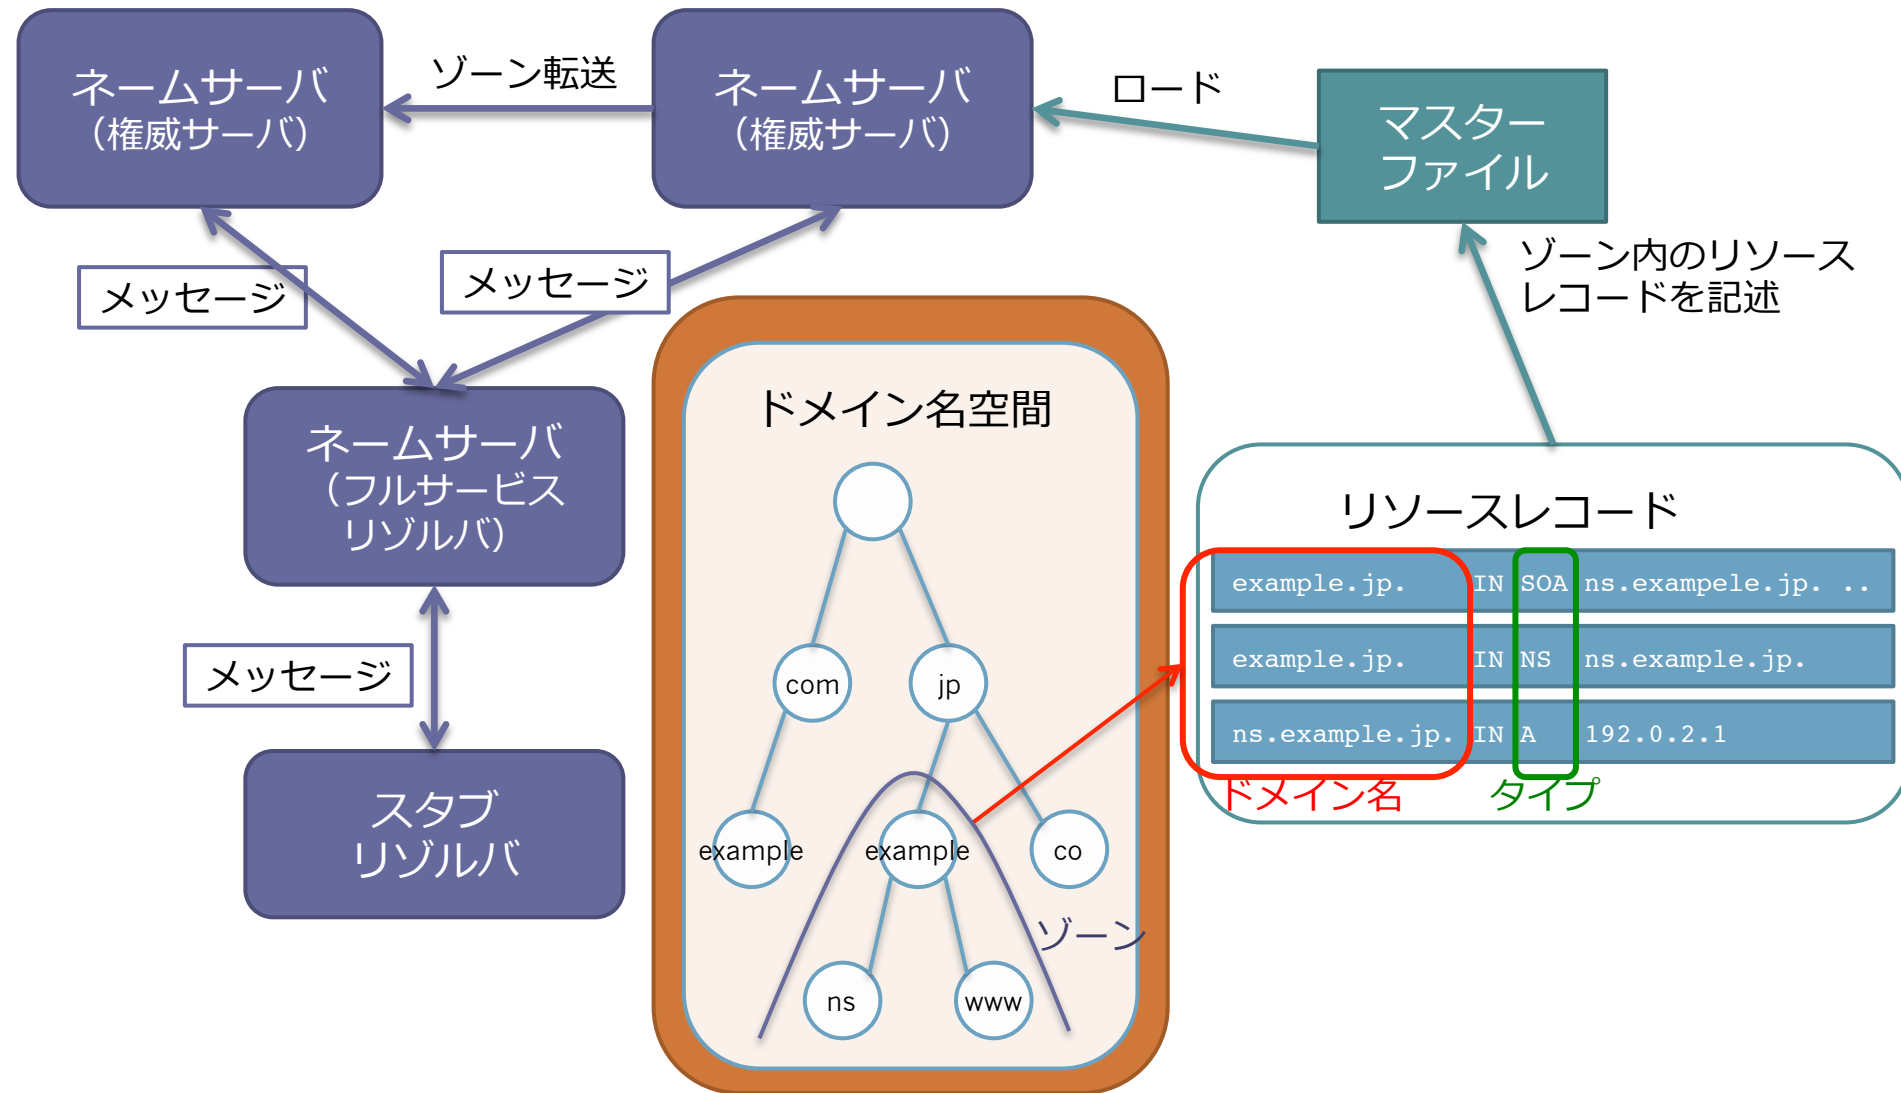 ネームサーバ
（権威サーバ）
ゾーン転送
ネームサーバ
（権威サーバ）
ロード
マスター
ファイル
メッセージ
メッセージ
ゾーン内のリソース
レコードを記述
ネームサーバ
（フルサービス
リゾルバ）
メッセージ
スタブ
リゾルバ
ドメイン名空間
com
jp
example
example
co
ゾーン
ns
www
リソースレコード
example.jp. IN SOA ns.exampele.jp. ..
example.jp. IN NS ns.example.jp.
ns.example.jp. IN A 192.0.2.1
ドメイン名
タイプ